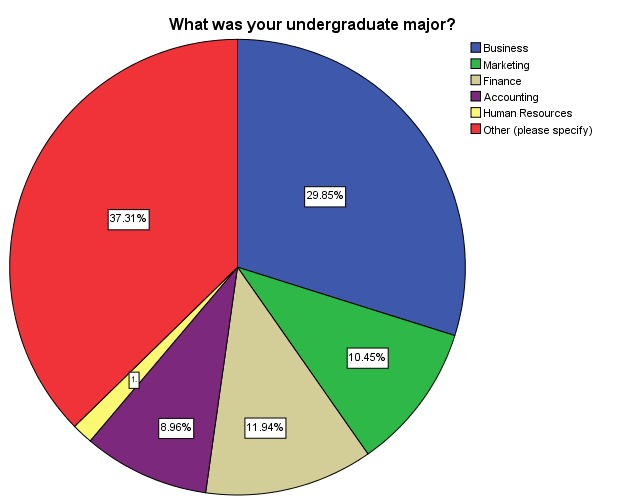 What was your undergraduate major?
Business
Marketing
Finance
Accounting
Human Resources
Other (please specify)
29.85%
37.31%
10.45%
1.
8.96%
11.94%